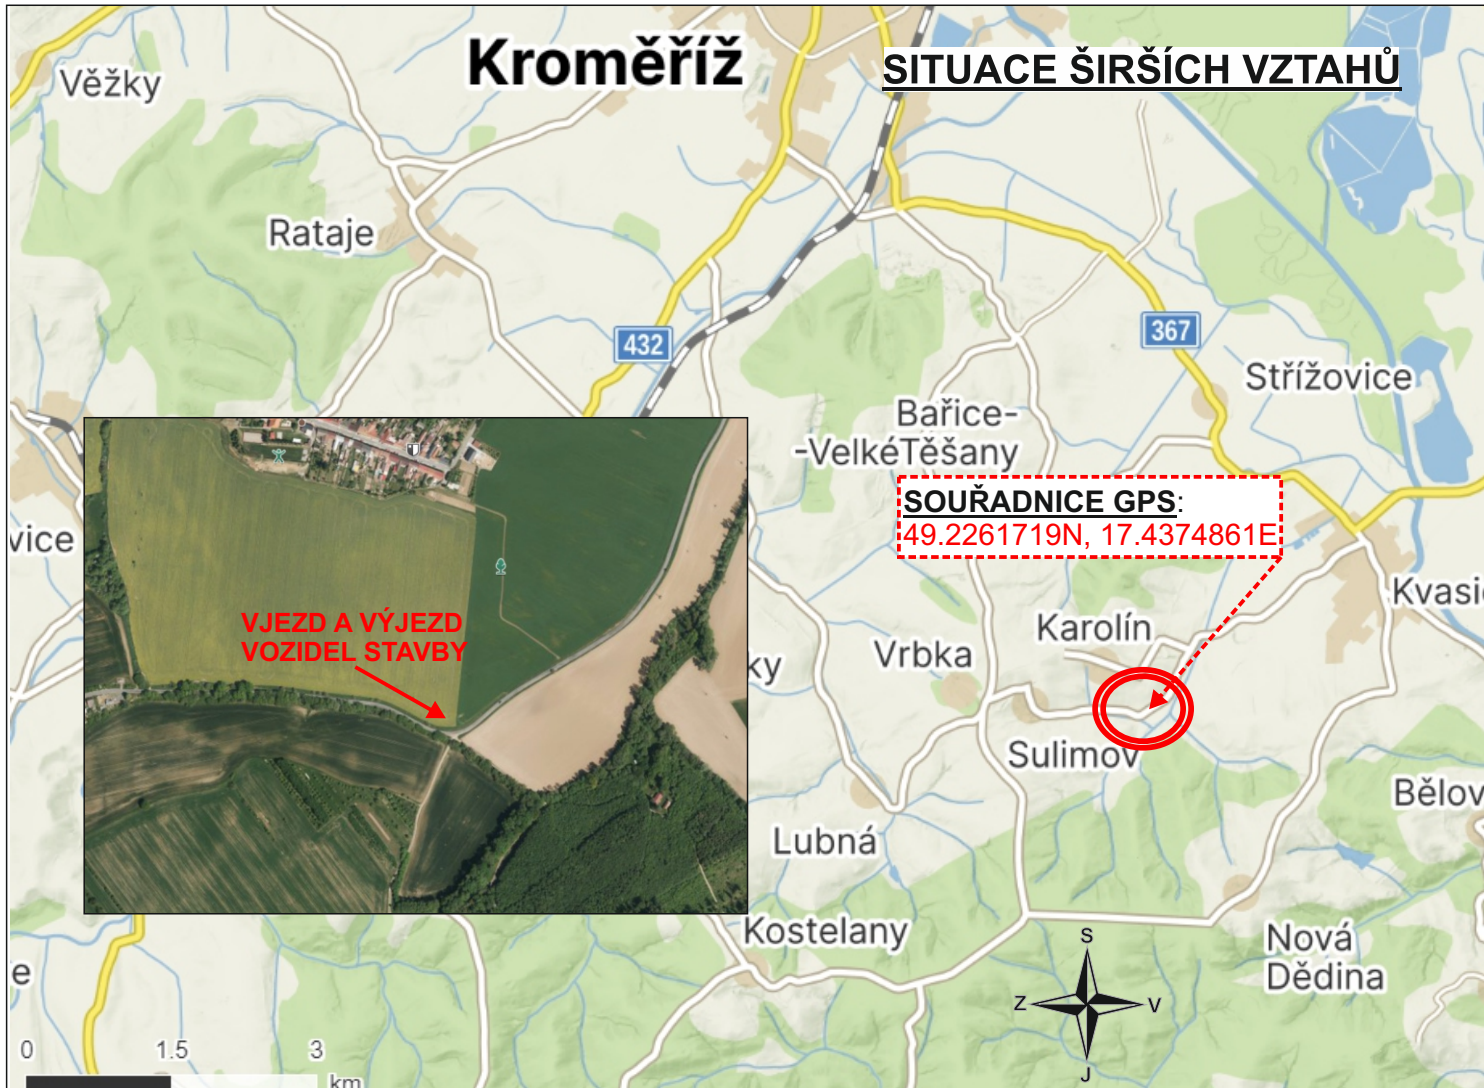 Kroměříž
SITUACE ŠIRŠÍCH VZTAHŮ
Věžky
Rataje
432
367
Střížovice
Bařice-
-VelkéTěšany
SOUŘADNICE GPS:
49.2261719N, 17.4374861E
vice
Kvasi
VJEZD A VÝJEZD
VOZIDEL STAVBY
Karolín
Vrbka
ky
Sulimov
Bělov
Lubná
Kostelany
Nová
Dědina
e
S
Z
V
J
0 1.5 3
km